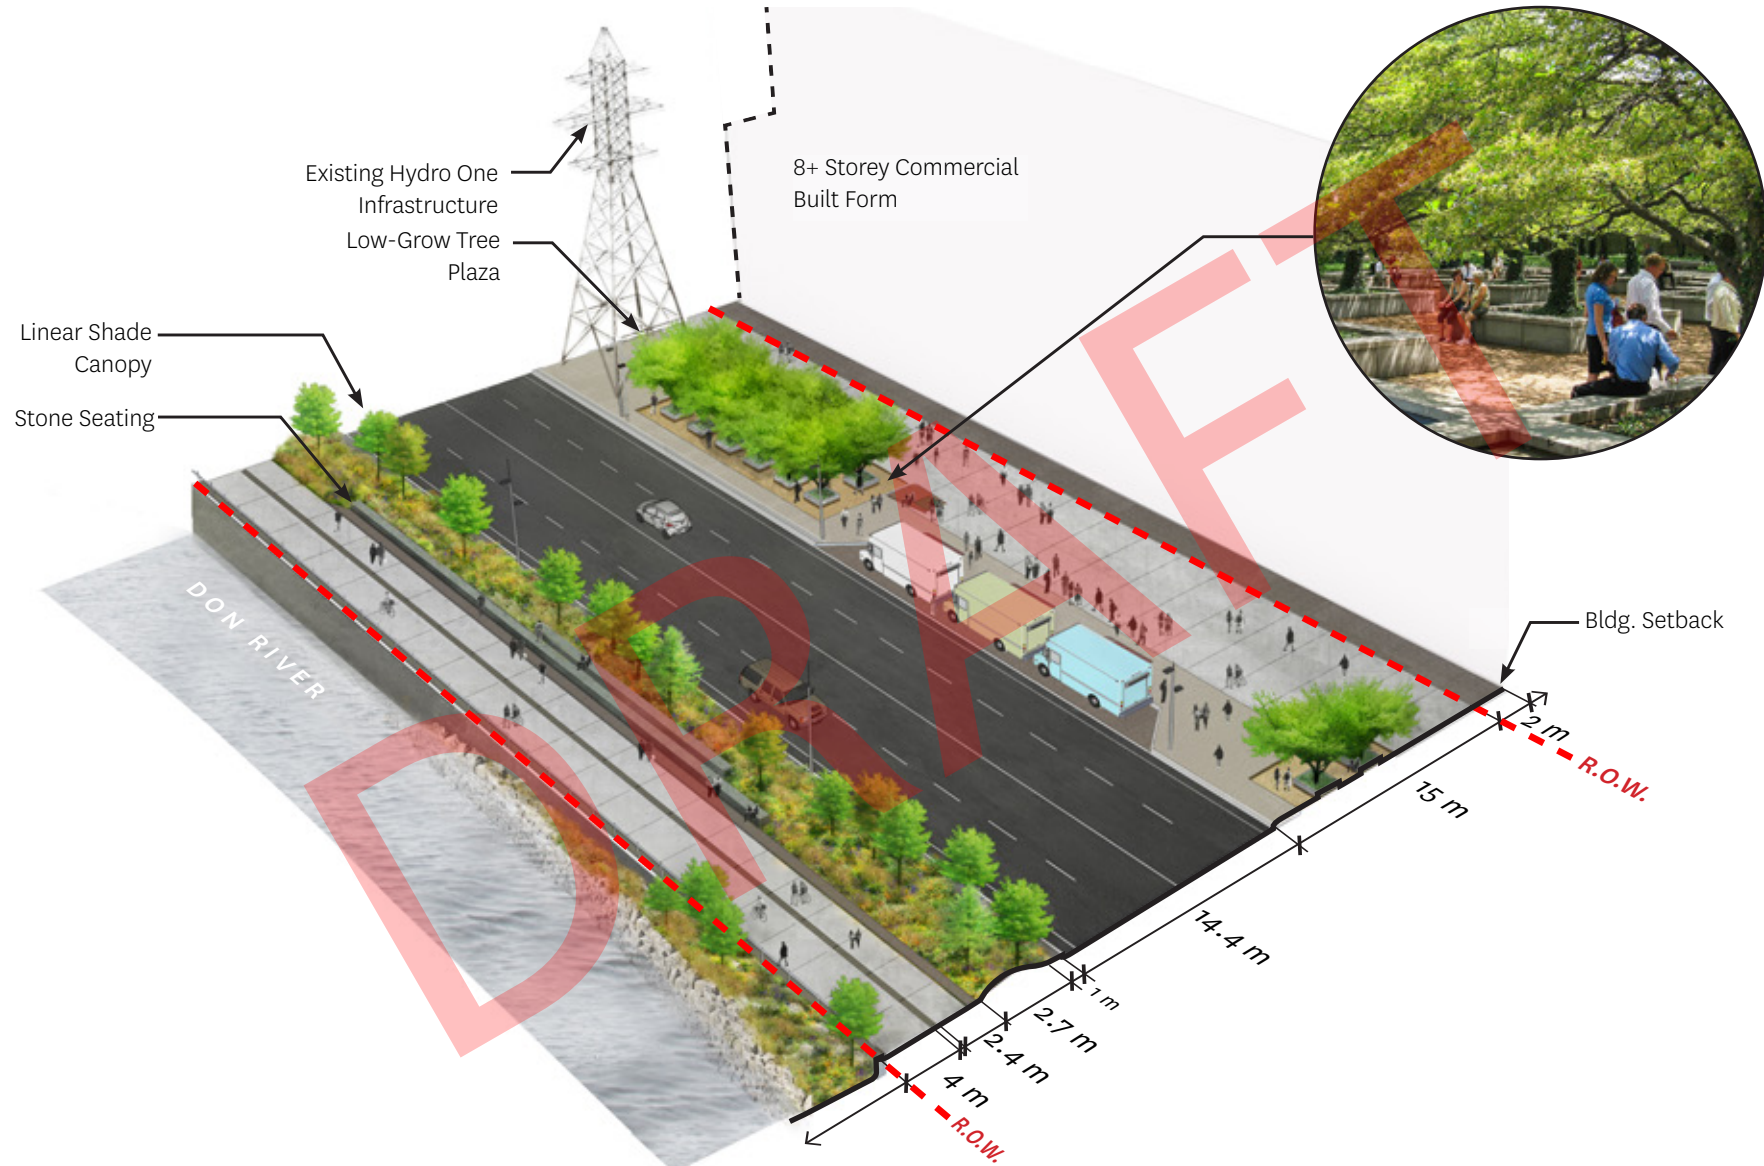 8+ Storey Commercial
Built Form
Existing Hydro One
Infrastructure
Low-Grow Tree
Plaza
Linear Shade
Canopy
Stone Seating
DON RIVER
Bldg. Setback
2 m
R.O.W.
15 m
14.4 m
1 m
2.7 m
2.4 m
4 m
R.O.W.
DRAFT